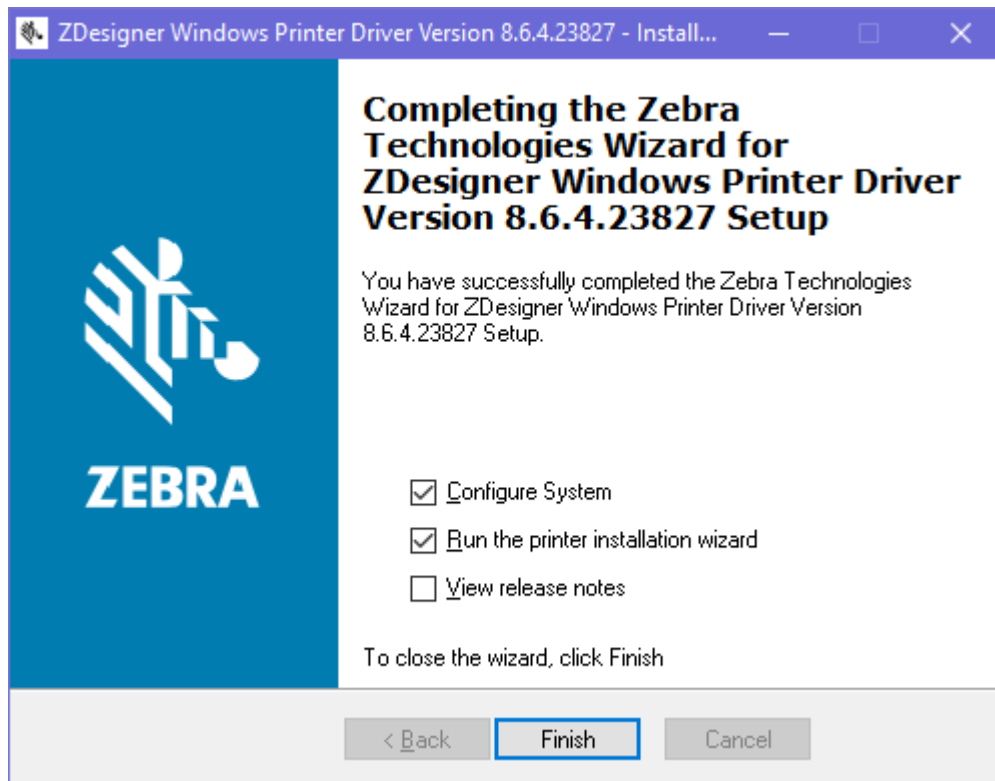 ZDesigner Windows Printer Driver Version 8.6.4.23827 - Install...
Completing the Zebra
Technologies Wizard for
ZDesigner Windows Printer Driver
Version 8.6.4.23827 Setup
You have successfully completed the Zebra Technologies
Wizard for ZDesigner Windows Printer Driver Version
8.6.4.23827 Setup.
ZEBRA
Configure System
Run the printer installation wizard
View release notes
To close the wizard, click Finish
< Back
Finish
Cancel